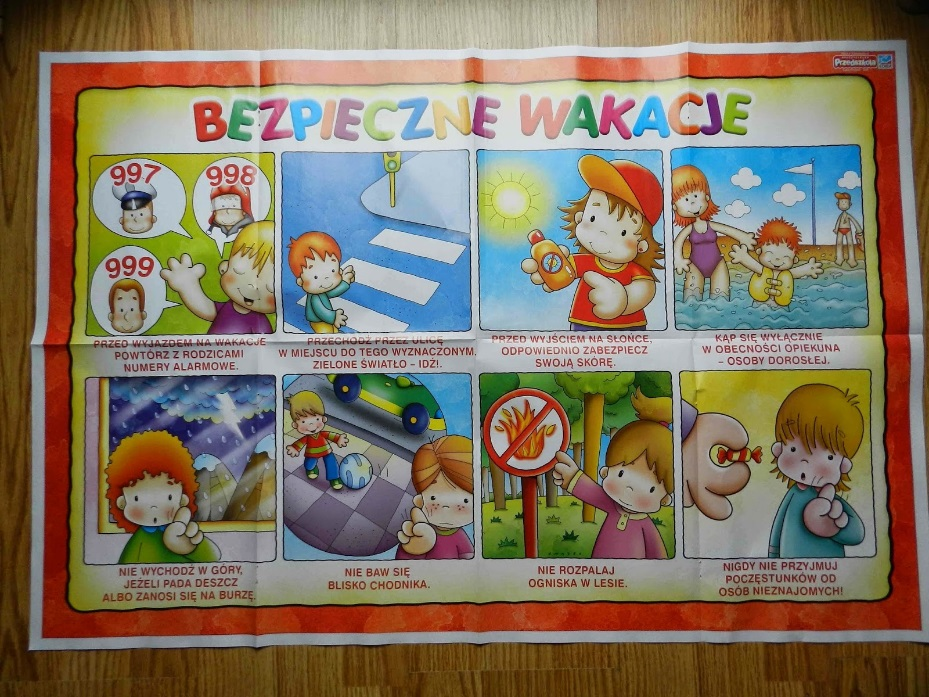 Przedszkola
BEZPIECZNE WAKACJE
997
998
999
PRZED WYJAZDEM NA WAKACJE
POWTÓRZ Z RODZICAMI
NUMERY ALARMOWE.
PRZECHODŹ PRZEZ ULICĘ
W MIEJSCU DO TEGO WYZNACZONYM,
ZIELONE ŚWIATŁO – IDŹ!.
PRZED WYJŚCIEM NA SŁOŃCE,
ODPOWIEDNIO ZABEZPIECZ
SWOJĄ SKÓRĘ.
KĄP SIĘ WYŁĄCZNIE
W OBECNOŚCI OPIEKUNA
– OSOBY DOROSŁEJ.
NIE WYCHODŹ W GÓRY,
JEŻELI PADA DESZCZ
ALBO ZANOSI SIĘ NA BURZĘ.
NIE BAW SIĘ
BLISKO CHODNIKA.
NIE ROZPALAJ
OGNISKA W LESIE.
NIGDY NIE PRZYJMUJ
POCZĘSTUNKÓW OD
OSÓB NIEZNAJOMYCH!